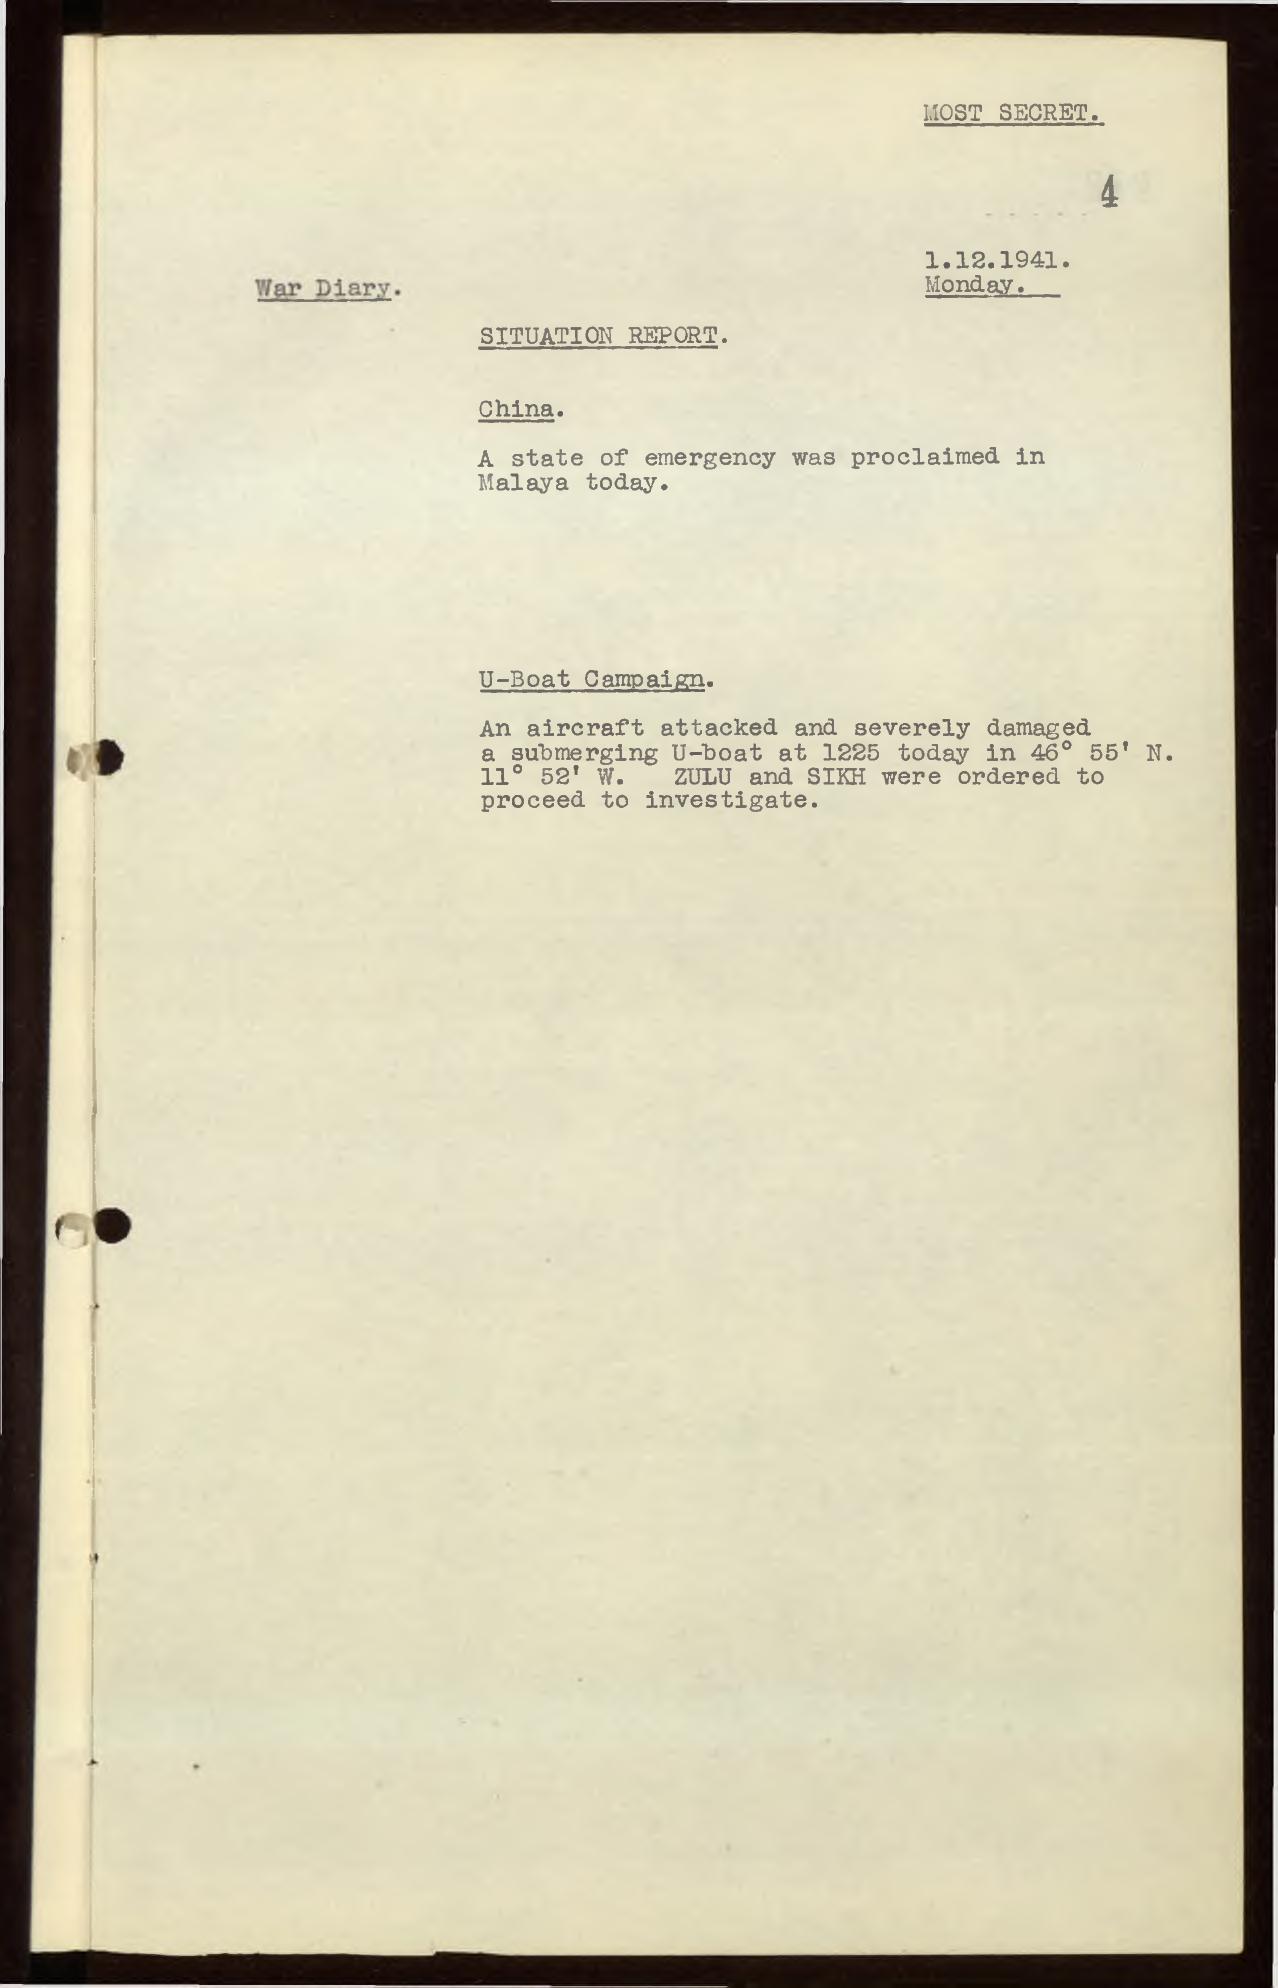 MOST SECRET.
4
1.12.1941.
Monday.
War Diary.
SITUATION REPORT.
China.
A state of emergency was proclaimed in
Malaya today.
U-Boat Campaign.
An aircraft attacked and severely damaged
a submerging U-boat at 1225 today in 46° 55' N.
11° 52' W.   ZULU and SIKH were ordered to
proceed to investigate.